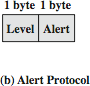 1 byte 1 byte
Level Alert
(b) Alert Protocol